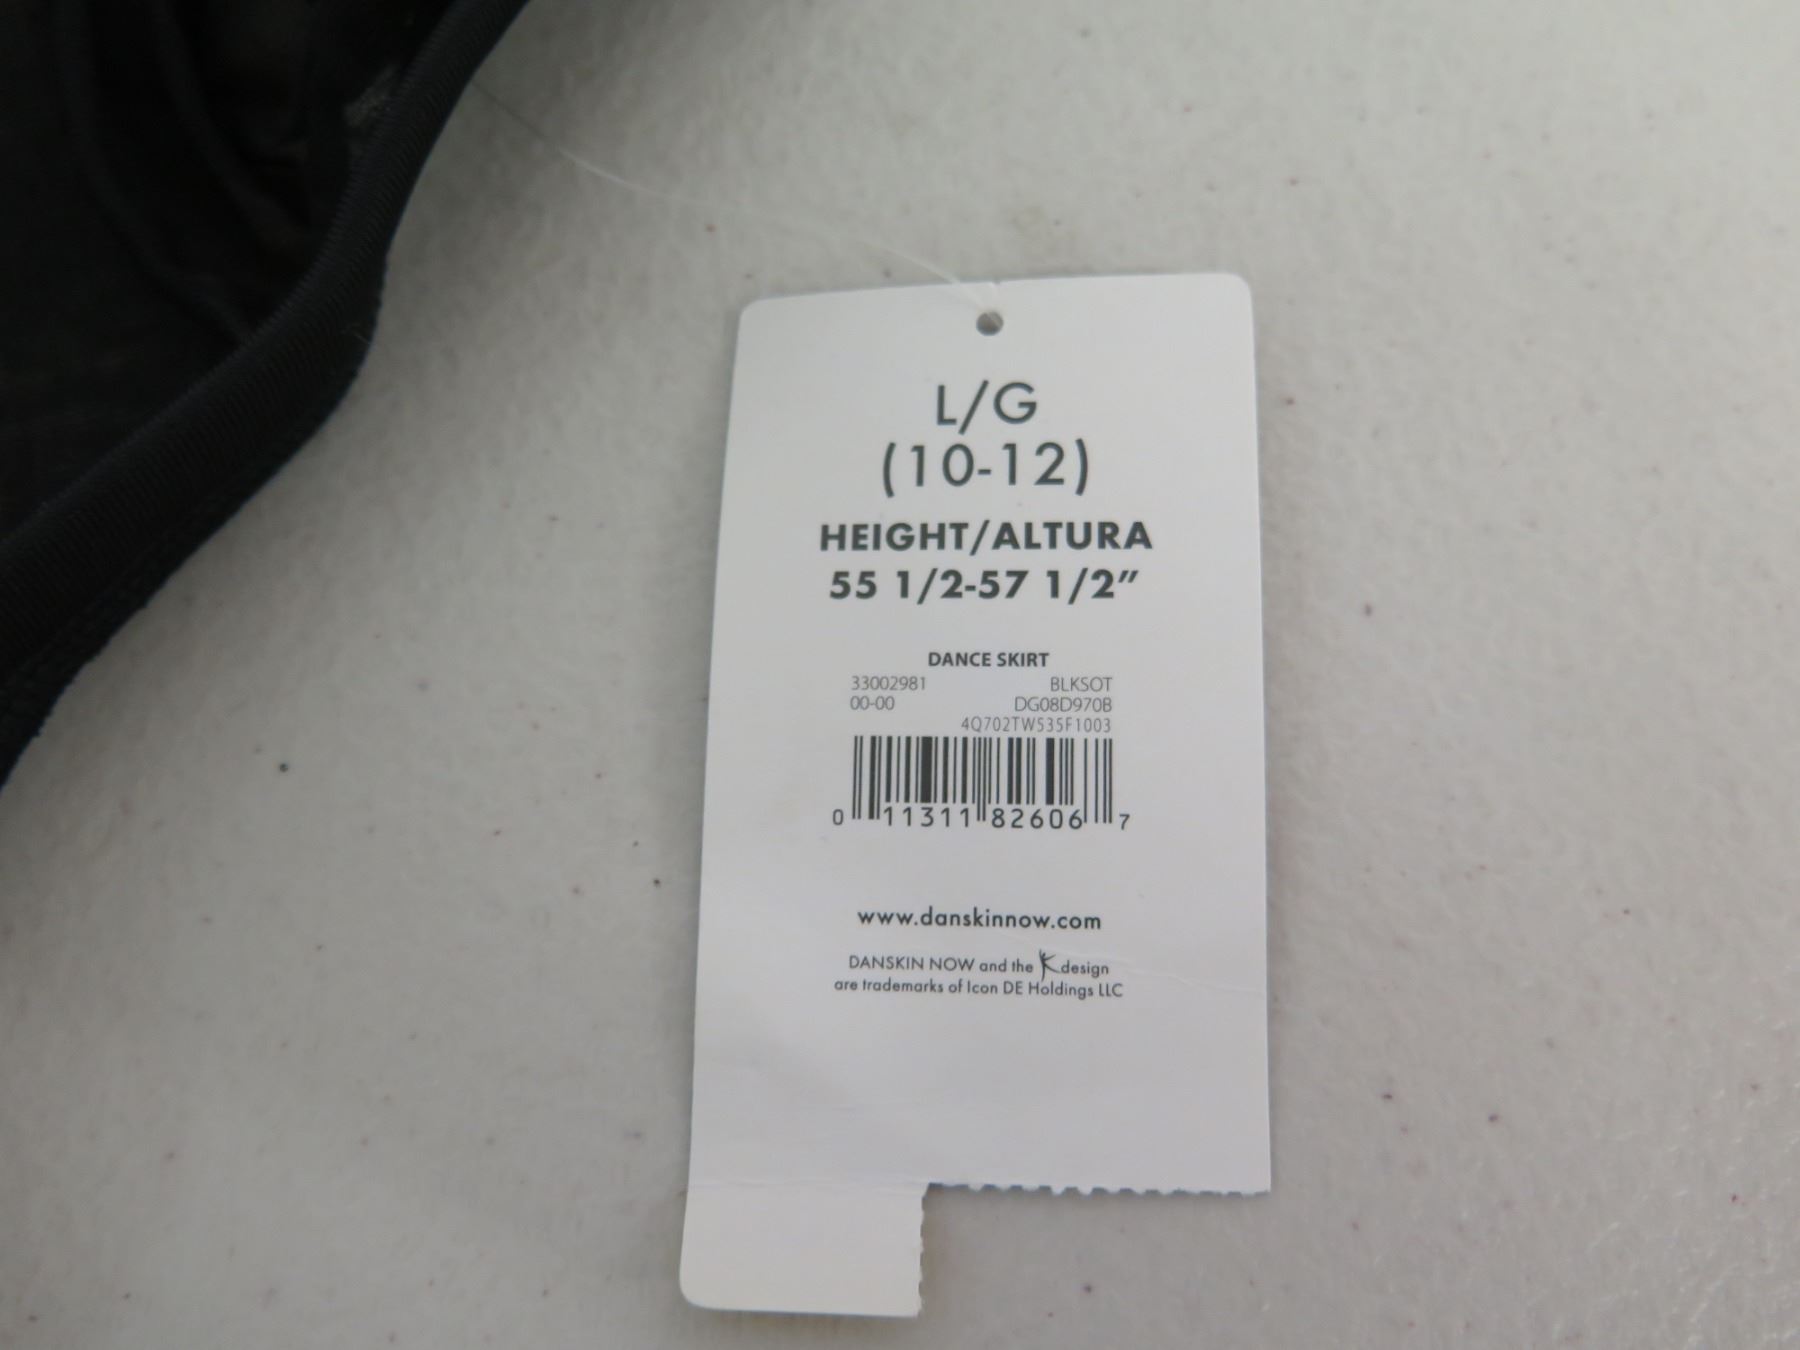 L/G
(10-12)
HEIGHT/ALTURA
55 1/2-57 1/2”
DANCE SKIRT
33002981 BLKSOT
00-00 DG08D970B
4Q702TW535F1003
0 11311 82606 7
www.danskinnow.com
DANSKIN NOW and the design
are trademarks of Icon DE Holdings LLC